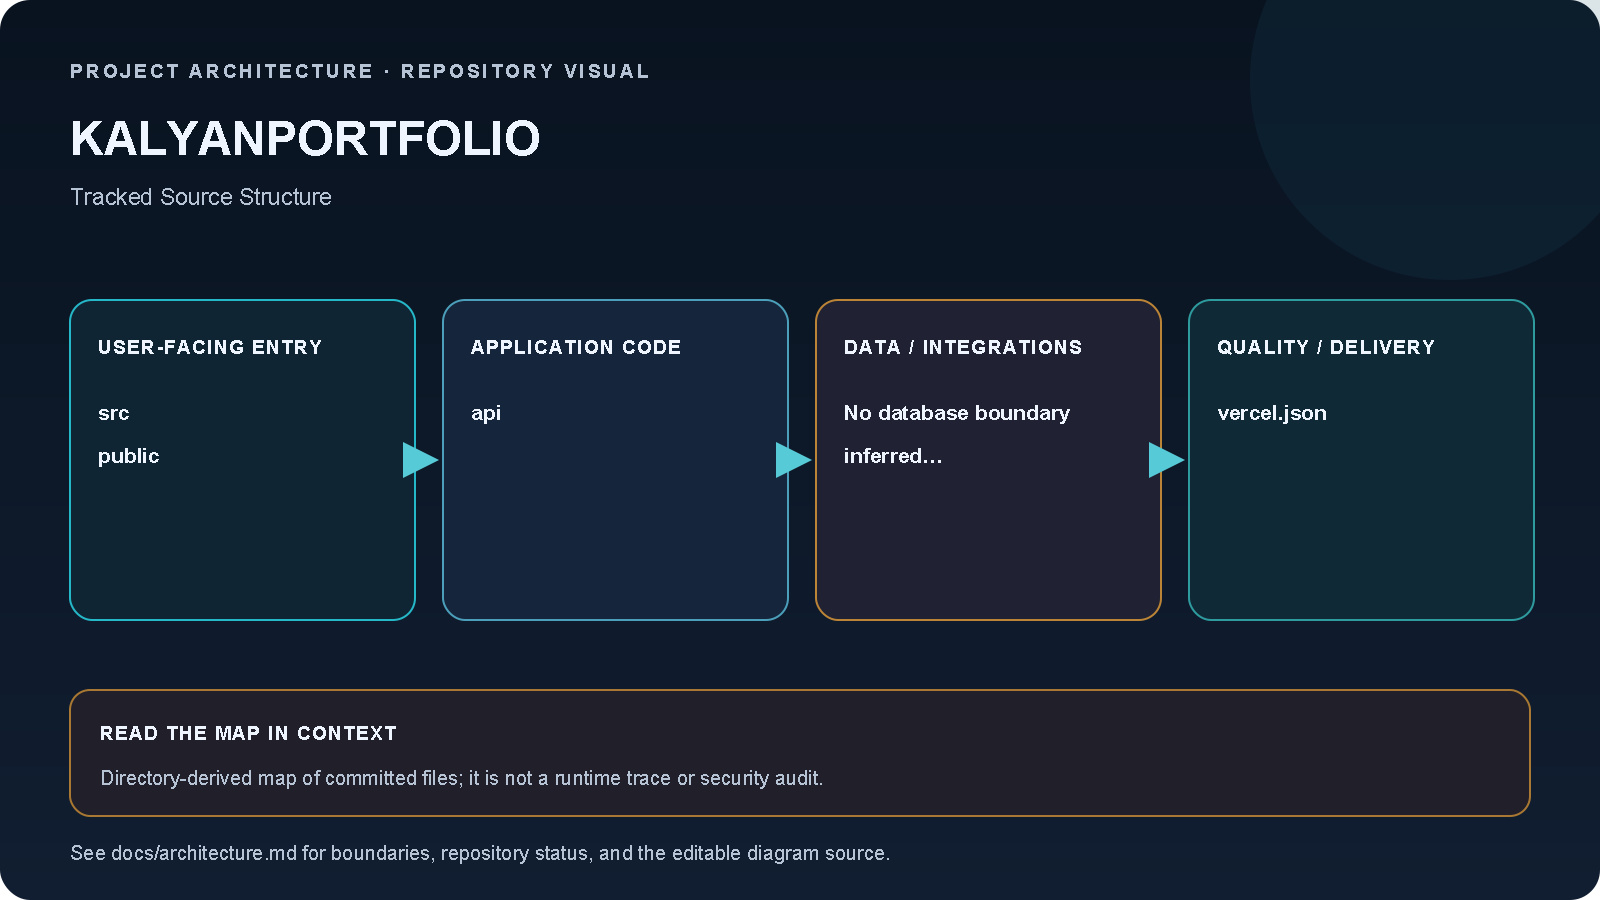 PROJECT ARCHITECTURE · REPOSITORY VISUAL
KALYANPORTFOLIO
Tracked Source Structure
USER-FACING ENTRY
src
public
APPLICATION CODE
api
DATA / INTEGRATIONS
No database boundary
inferred…
QUALITY / DELIVERY
vercel.json
READ THE MAP IN CONTEXT
Directory-derived map of committed files; it is not a runtime trace or security audit.
See docs/architecture.md for boundaries, repository status, and the editable diagram source.